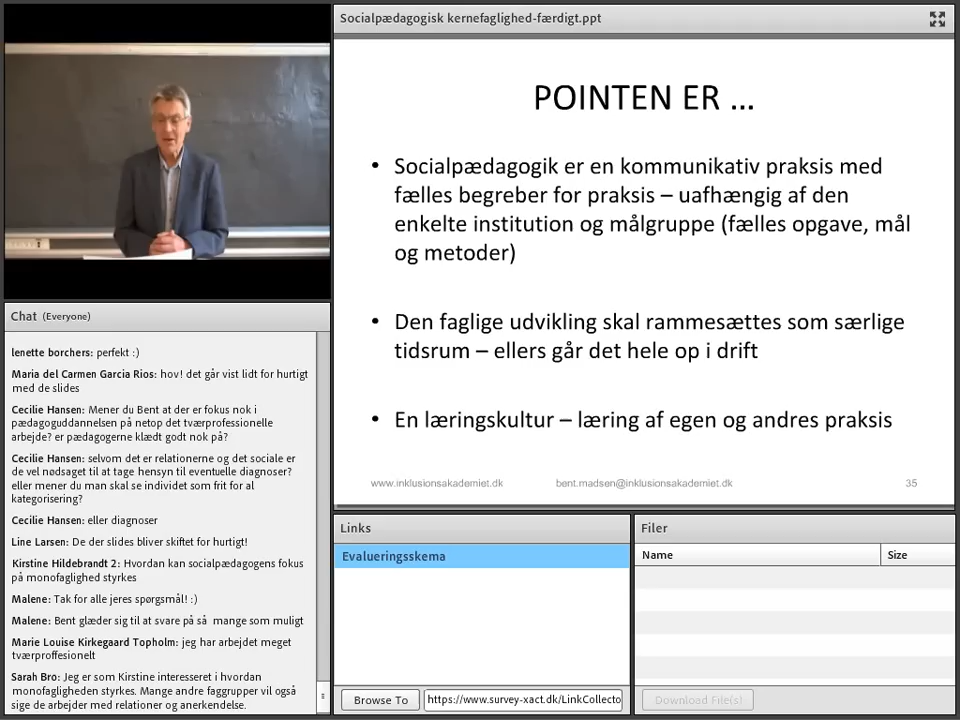 Socialpædagogisk kernefaglighed-færdigt.ppt
POINTEN ER ...
• Socialpædagogik er en kommunikativ praksis med
fælles begreber for praksis – uafhængig af den
enkelte institution og målgruppe (fælles opgave, mål
og metoder)
• Den faglige udvikling skal rammesættes som særlige
tidsrum – ellers går det hele op i drift
• En læringskultur – læring af egen og andres praksis
www.inklusionsakademiet.dk bent.madsen@inklusionsakademiet.dk 35
Chat (Everyone)
lenette borchers: perfekt :)
Maria del Carmen Garcia Rios: hov! det går vist lidt for hurtigt
med de slides
Cecilie Hansen: Mener du Bent at der er fokus nok i
pædagoguddannelsen på netop det tværprofessionelle
arbejde? er pædagogerne klædt godt nok på?
Cecilie Hansen: selvom det er relationerne og det sociale er
de vel nødsaget til at tage hensyn til eventuelle diagnoser?
eller mener du man skal se individet som frit for al
kategorisering?
Cecilie Hansen: eller diagnoser
Line Larsen: De der slides bliver skiftet for hurtigt!
Kirstine Hildebrandt 2: Hvordan kan socialpædagogens fokus
på monofaglighed styrkes
Malene: Tak for alle jeres spørgsmål! :)
Malene: Bent glæder sig til at svare på så mange som muligt
Marie Louise Kirkegaard Topholm: jeg har arbejdet meget
tværproffesionelt
Sarah Bro: Jeg er som Kirstine interesseret i hvordan
monofagligheden styrkes. Mange andre faggrupper vil også
sige de arbejder med relationer og anerkendelse.
Links
Evalueringsskema
Browse To https://www.survey-xact.dk/LinkCollecto
Filer
Name Size
Download File(s)